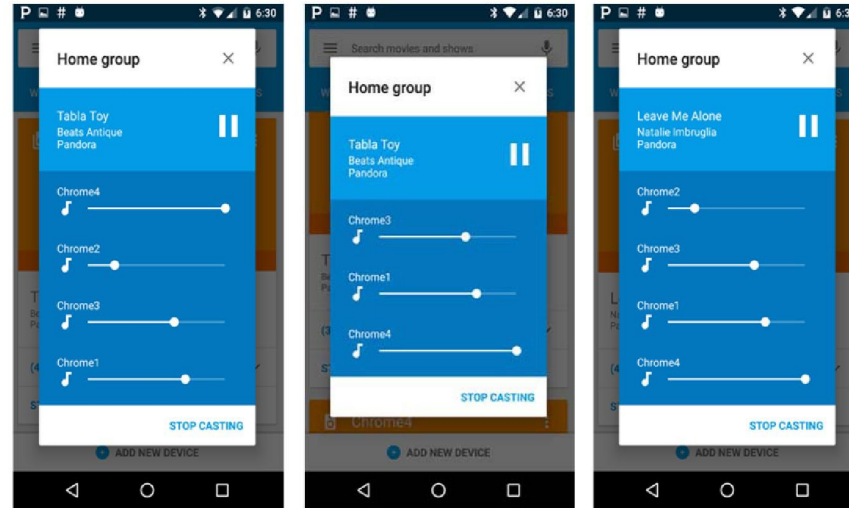 P # 6:30
Home group
Tabla Toy
Beats Antique
Pandora
Chrome4
Chrome2
Chrome3
Chrome1
STOP CASTING
ADD NEW DEVICE
P # 6:30
Search movies and shows
Home group
Tabla Toy
Beats Antique
Pandora
Chrome3
Chrome1
Chrome4
STOP CASTING
Chrome4
ADD NEW DEVICE
P # 6:3
Home group
Leave Me Alone
Natalie Imbruglia
Pandora
Chrome2
Chrome3
Chrome1
Chrome4
STOP CASTING
ADD NEW DEVICE